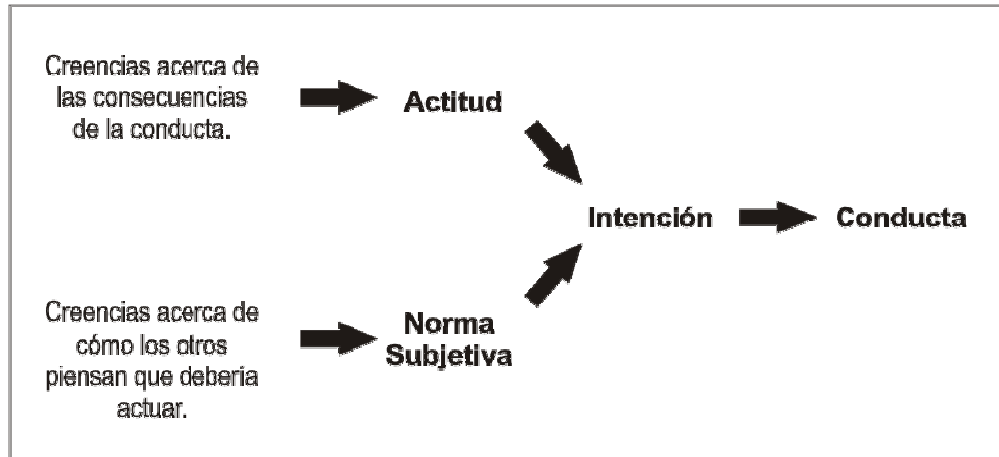 Creencias acerca de
las consecuencias
de la conducta.
Actitud
Intención
Conducta
Creencias acerca de
cómo los otros
piensan que debería
actuar.
Norma
Subjetiva